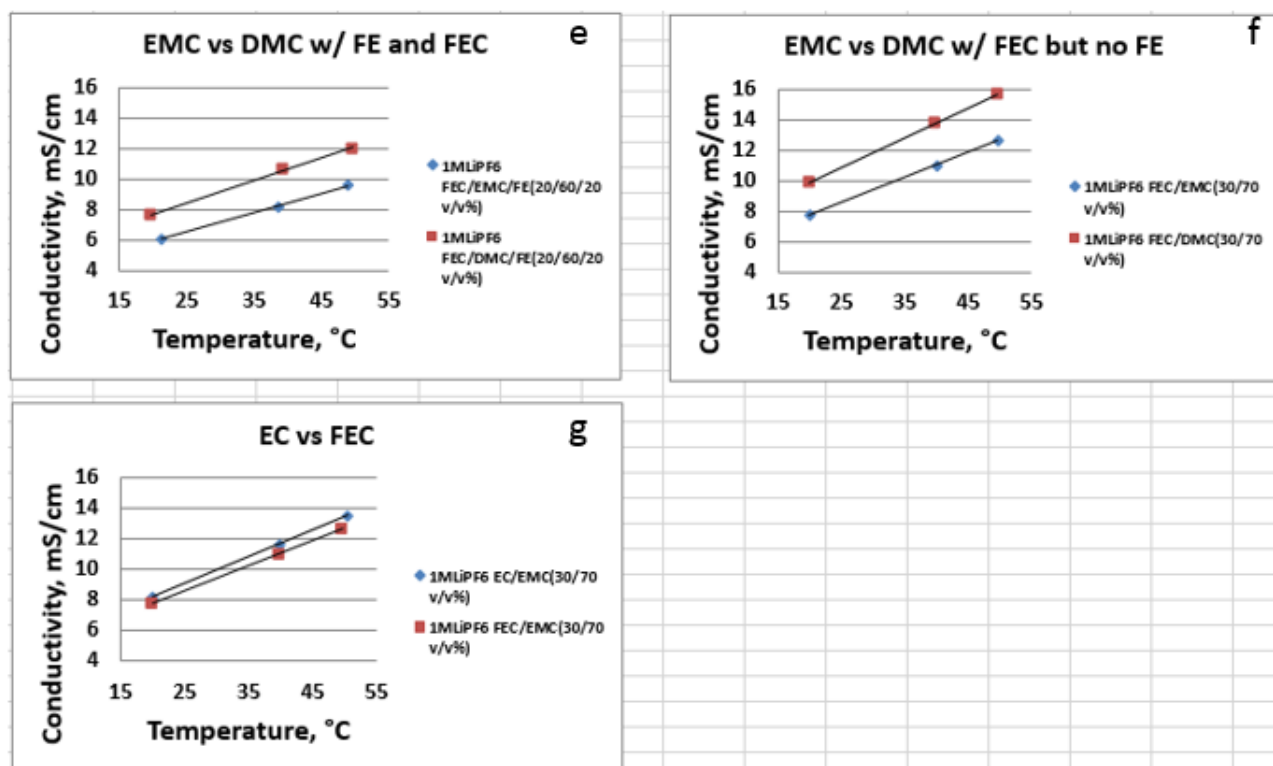 EMC vs DMC w/ FE and FEC
e
Conductivity, mS/cm
16
14
12
10
8
6
4
15 25 35 45 55
Temperature, °C
1MLiPF6
FEC/EMC/FE(20/60/20
v/v%)
1MLiPF6
FEC/DMC/FE(20/60/20
v/v%)
EMC vs DMC w/ FEC but no FE
f
Conductivity, mS/cm
16
14
12
10
8
6
4
15 25 35 45 55
Temperature, °C
1MLiPF6 FEC/EMC(30/70
v/v%)
1MLiPF6 FEC/DMC(30/70
v/v%)
EC vs FEC
g
Conductivity, mS/cm
16
14
12
10
8
6
4
15 25 35 45 55
Temperature, °C
1MLiPF6 EC/EMC(30/70
v/v%)
1MLiPF6 FEC/EMC(30/70
v/v%)